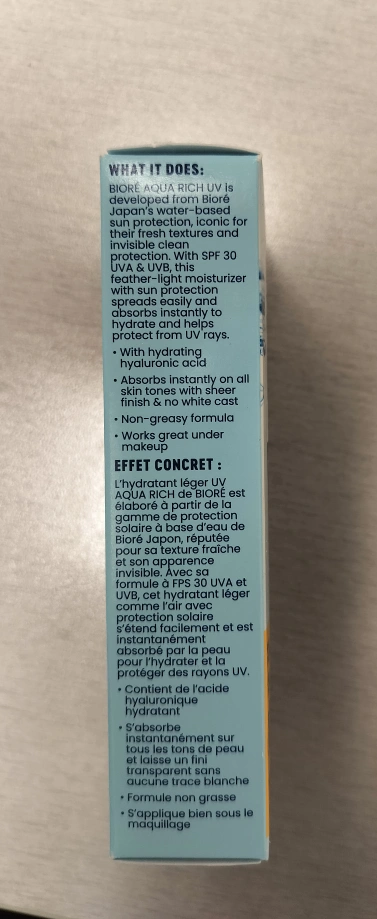 WHAT IT DOES:
BIORÉ AQUA RICH UV is
developed from Bioré
Japan's water-based
sun protection, iconic for
their fresh textures and
invisible clean
protection. With SPF 30
UVA & UVB, this
feather-light moisturizer
with sun protection
spreads easily and
absorbs instantly to
hydrate and helps
protect from UV rays.
• With hydrating
hyaluronic acid
• Absorbs instantly on all
skin tones with sheer
finish & no white cast
• Non-greasy formula
• Works great under
makeup
EFFET CONCRET :
L'hydratant léger UV
AQUA RICH de BIORÉ est
élaboré à partir de la
gamme de protection
solaire à base d'eau de
Bioré Japon, réputée
pour sa texture fraîche
et son apparence
invisible. Avec sa
formule à FPS 30 UVA et
UVB, cet hydratant léger
comme l'air avec
protection solaire
s'étend facilement et est
instantanément
absorbé par la peau
pour l'hydrater et la
protéger des rayons UV.
• Contient de l'acide
hyaluronique
hydratant
• S'absorbe
instantanément sur
tous les tons de peau
et laisse un fini
transparent sans
aucune trace blanche
• Formule non grasse
• S'applique bien sous le
maquillage